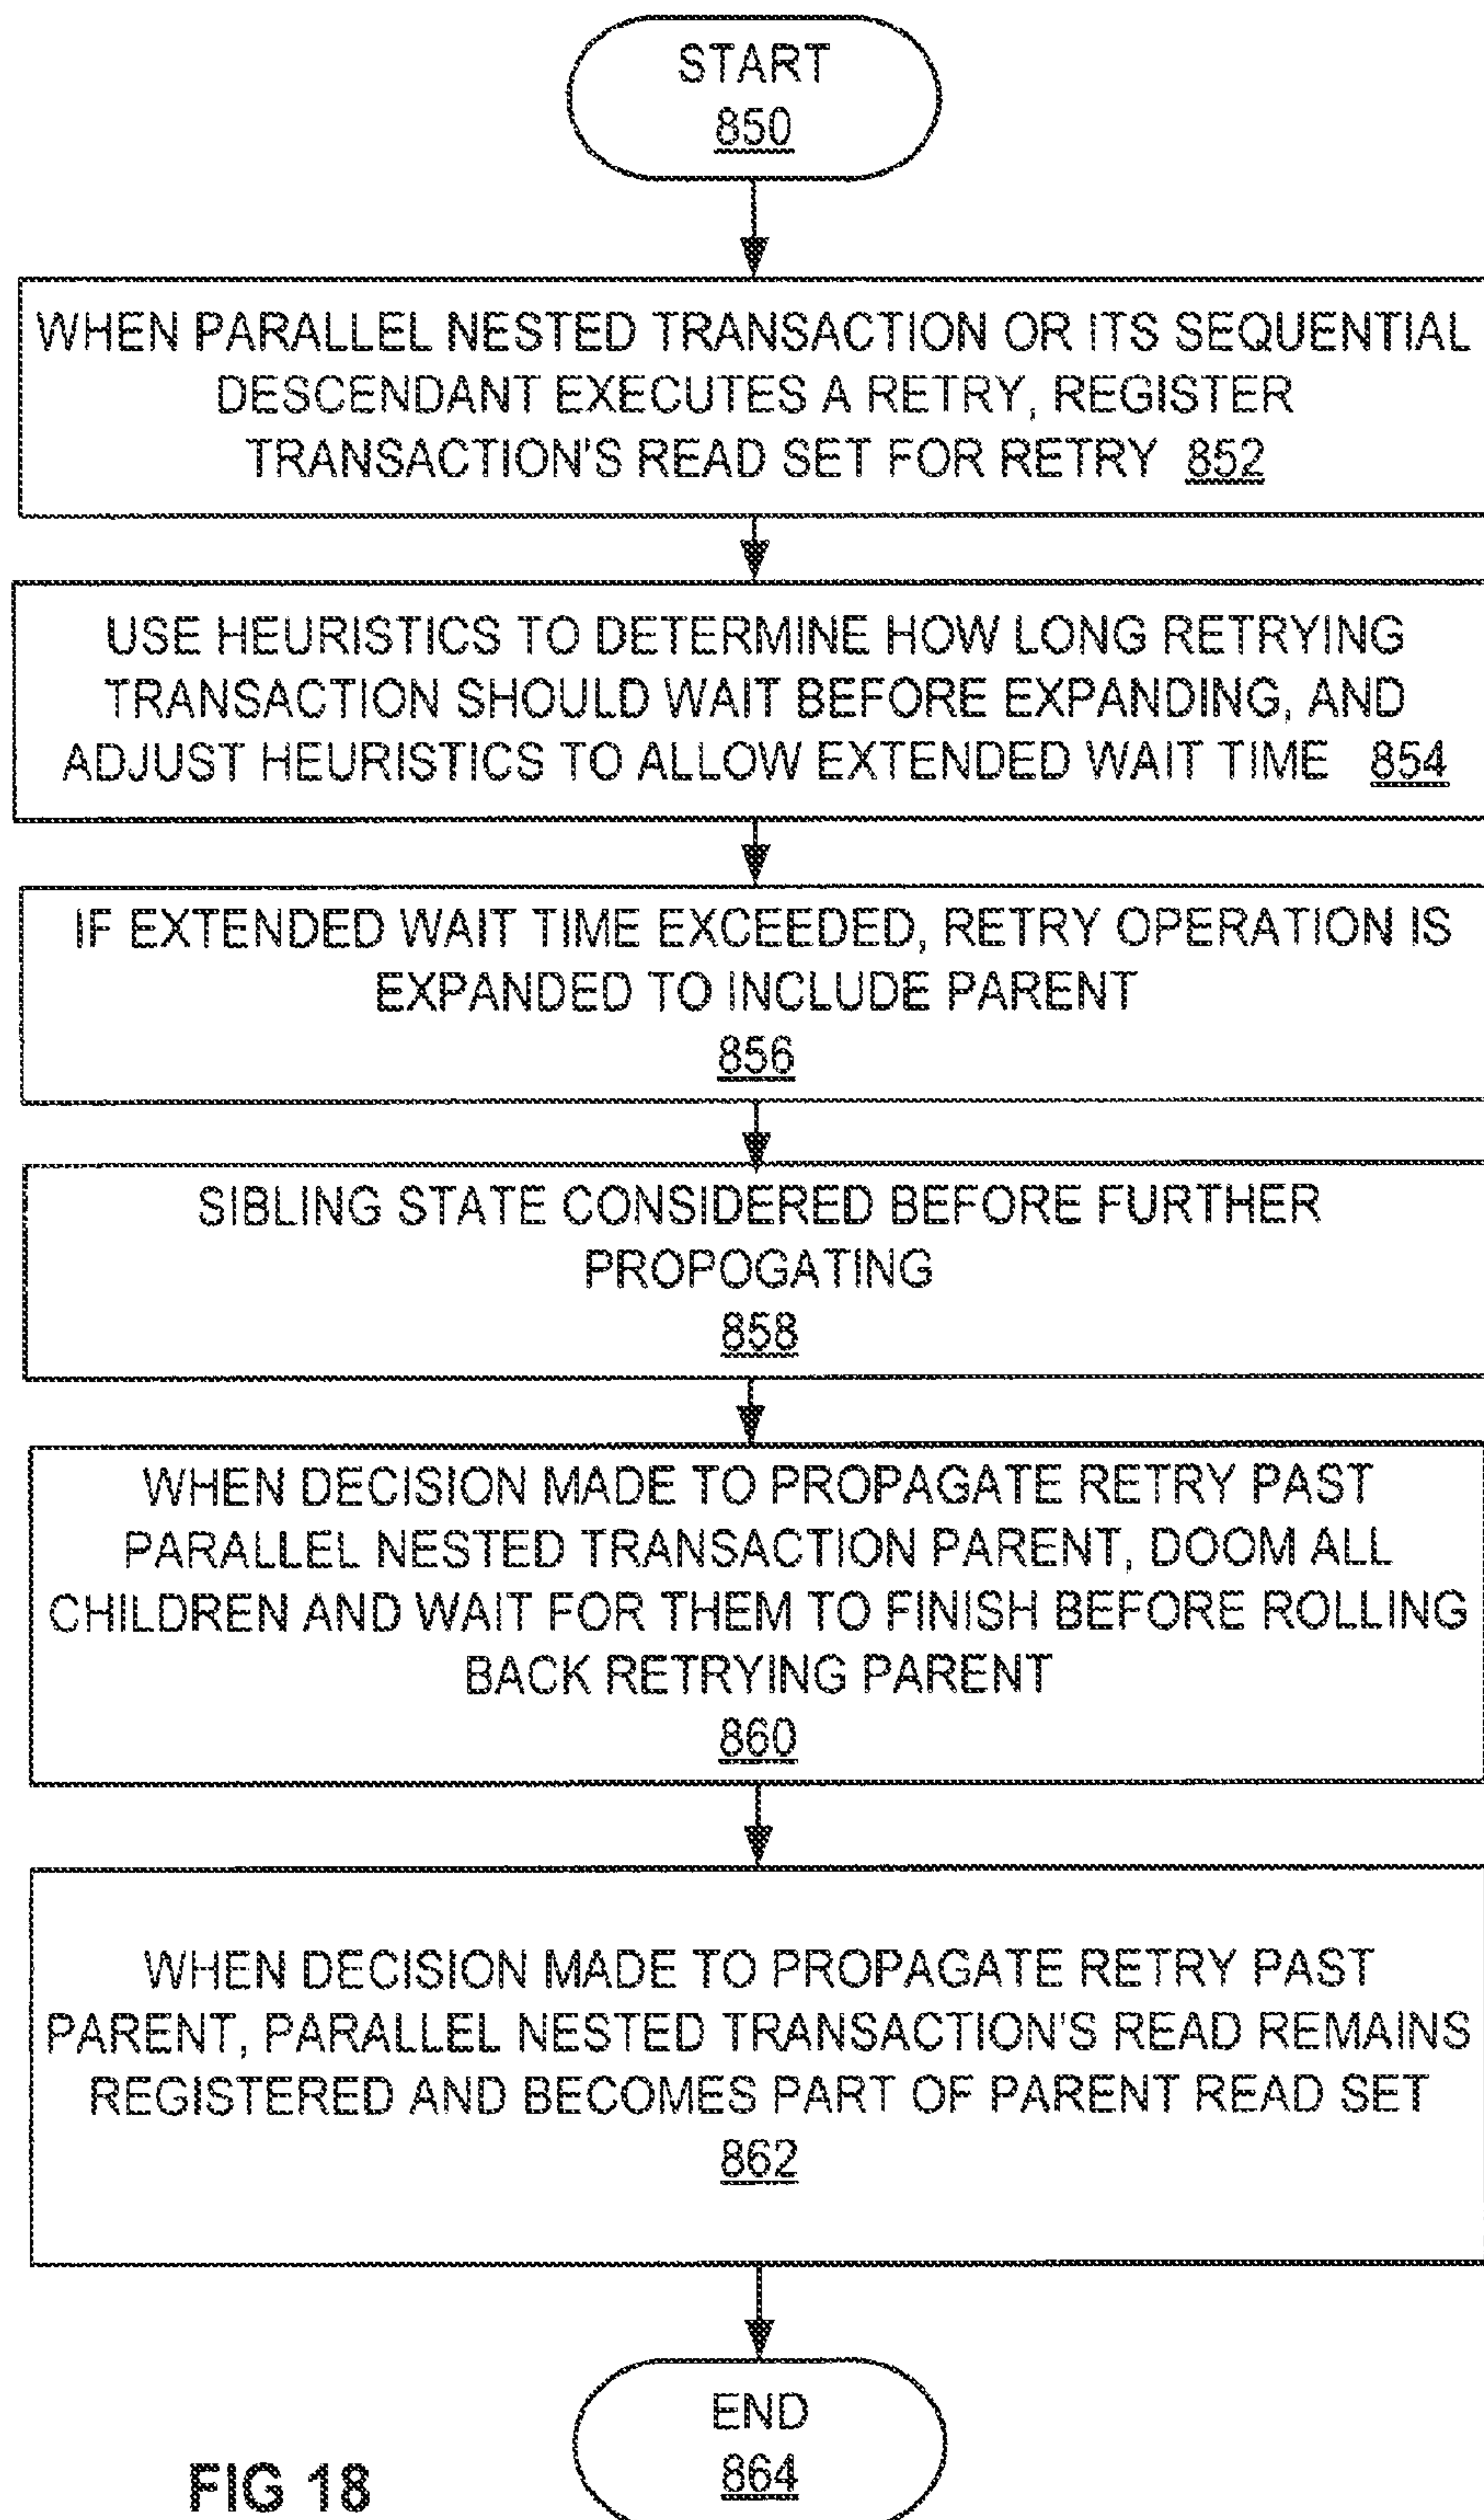 START
850
WHEN PARALLEL NESTED TRANSACTION OR ITS SEQUENTIAL
DESCENDANT EXECUTES A RETRY, REGISTER
TRANSACTION'S READ SET FOR RETRY 852
USE HEURISTICS TO DETERMINE HOW LONG RETRYING
TRANSACTION SHOULD WAIT BEFORE EXPANDING, AND
ADJUST HEURISTICS TO ALLOW EXTENDED WAIT TIME 854
IF EXTENDED WAIT TIME EXCEEDED, RETRY OPERATION IS
EXPANDED TO INCLUDE PARENT
856
SIBLING STATE CONSIDERED BEFORE FURTHER
PROPOGATING
858
WHEN DECISION MADE TO PROPAGATE RETRY PAST
PARALLEL NESTED TRANSACTION PARENT, DOOM ALL
CHILDREN AND WAIT FOR THEM TO FINISH BEFORE ROLLING
BACK RETRYING PARENT
860
WHEN DECISION MADE TO PROPAGATE RETRY PAST
PARENT, PARALLEL NESTED TRANSACTION'S READ REMAINS
REGISTERED AND BECOMES PART OF PARENT READ SET
862
END
864
FIG 18